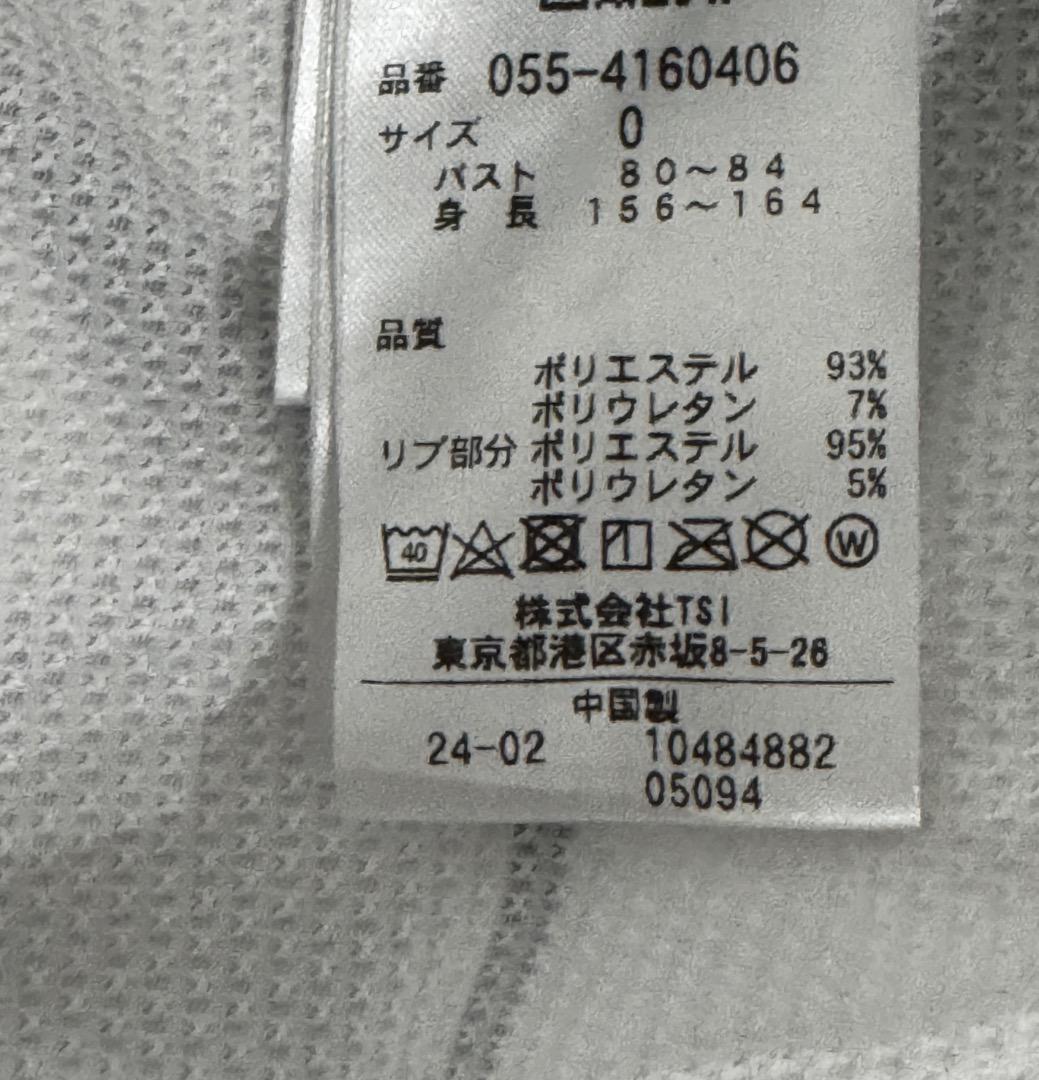 品番 055-4160406
サイズ 0
バスト 80~84
身長 156~164
品質
ポリエステル 93%
ポリウレタン 7%
リブ部分 ポリエステル 95%
ポリウレタン 5%
40 W
株式会社TSI
東京都港区赤坂8-5-26
中国製
24-02 10484882
05094